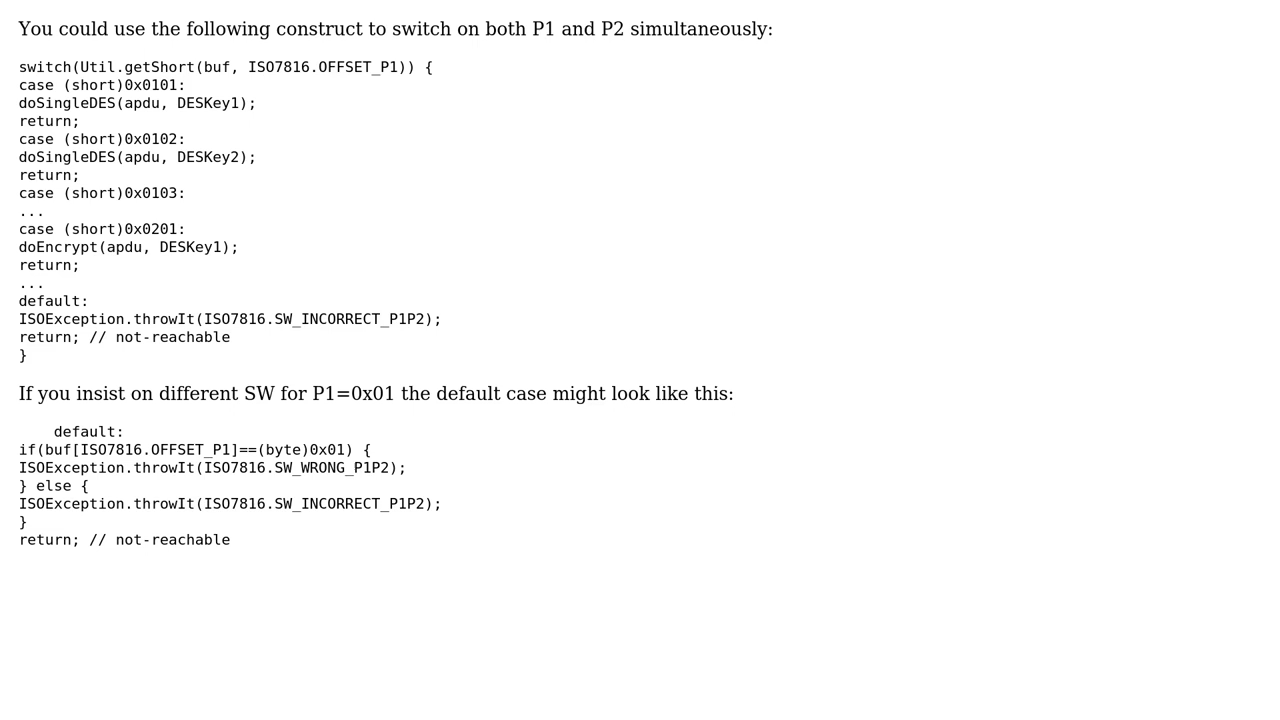 You could use the following construct to switch on both P1 and P2 simultaneously:
switch(Util.getShort(buf, ISO7816.OFFSET_P1)) {
case (short)0x0101:
doSingleDES(apdu, DESKey1);
return;
case (short)0x0102:
doSingleDES(apdu, DESKey2);
return;
case (short)0x0103:
...
case (short)0x0201:
doEncrypt(apdu, DESKey1);
return;
...
default:
ISOException.throwIt(ISO7816.SW_INCORRECT_P1P2);
return; // not-reachable
}
If you insist on different SW for P1=0x01 the default case might look like this:
    default:
if(buf[ISO7816.OFFSET_P1]==(byte)0x01) {
ISOException.throwIt(ISO7816.SW_WRONG_P1P2);
} else {
ISOException.throwIt(ISO7816.SW_INCORRECT_P1P2);
}
return; // not-reachable